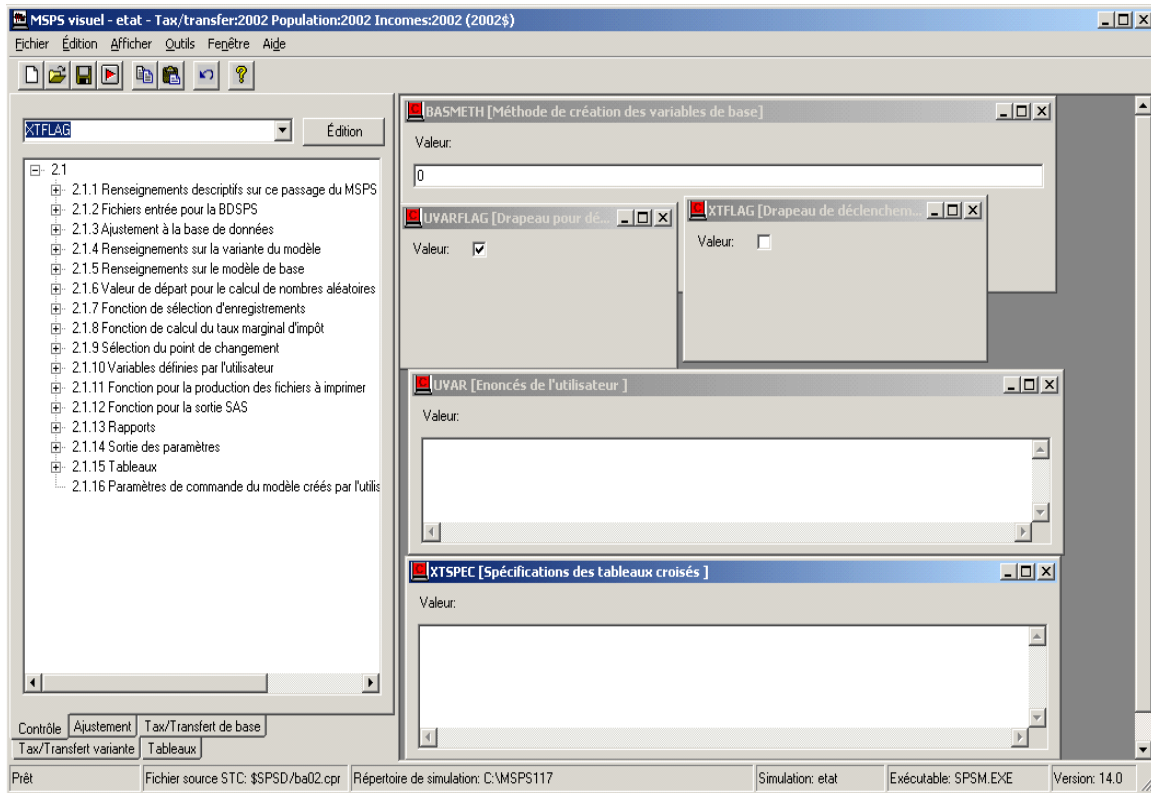 MSPS visuel - etat - Tax/transfer:2002 Population:2002 Incomes:2002 (2002$)
Fichier Édition Afficher Outils Fenêtre Aide
XTFLAG
Édition
2.1
2.1.1 Renseignements descriptifs sur ce passage du MSPS
2.1.2 Fichiers entrée pour la BDSPS
2.1.3 Ajustement à la base de données
2.1.4 Renseignements sur la variante du modèle
2.1.5 Renseignements sur le modèle de base
2.1.6 Valeur de départ pour le calcul de nombres aléatoires
2.1.7 Fonction de sélection d'enregistrements
2.1.8 Fonction de calcul du taux marginal d'impôt
2.1.9 Sélection du point de changement
2.1.10 Variables définies par l'utilisateur
2.1.11 Fonction pour la production des fichiers à imprimer
2.1.12 Fonction pour la sortie SAS
2.1.13 Rapports
2.1.14 Sortie des paramètres
2.1.15 Tableaux
2.1.16 Paramètres de commande du modèle créés par l'utilis
Contrôle Ajustement Tax/Transfert de base
Tax/Transfert variante Tableaux
BASMETH [Méthode de création des variables de base]
Valeur:
0
UVARFLAG [Drapeau pour dé...
Valeur:
XTFLAG [Drapeau de déclenchem...
Valeur:
UVAR [Enoncés de l'utilisateur ]
Valeur:
XTSPEC [Spécifications des tableaux croisés ]
Valeur:
Prêt Fichier source STC: $SPSD/ba02.cpr Répertoire de simulation: C:\MSPS117 Simulation: etat Exécutable: SPSM.EXE Version: 14.0